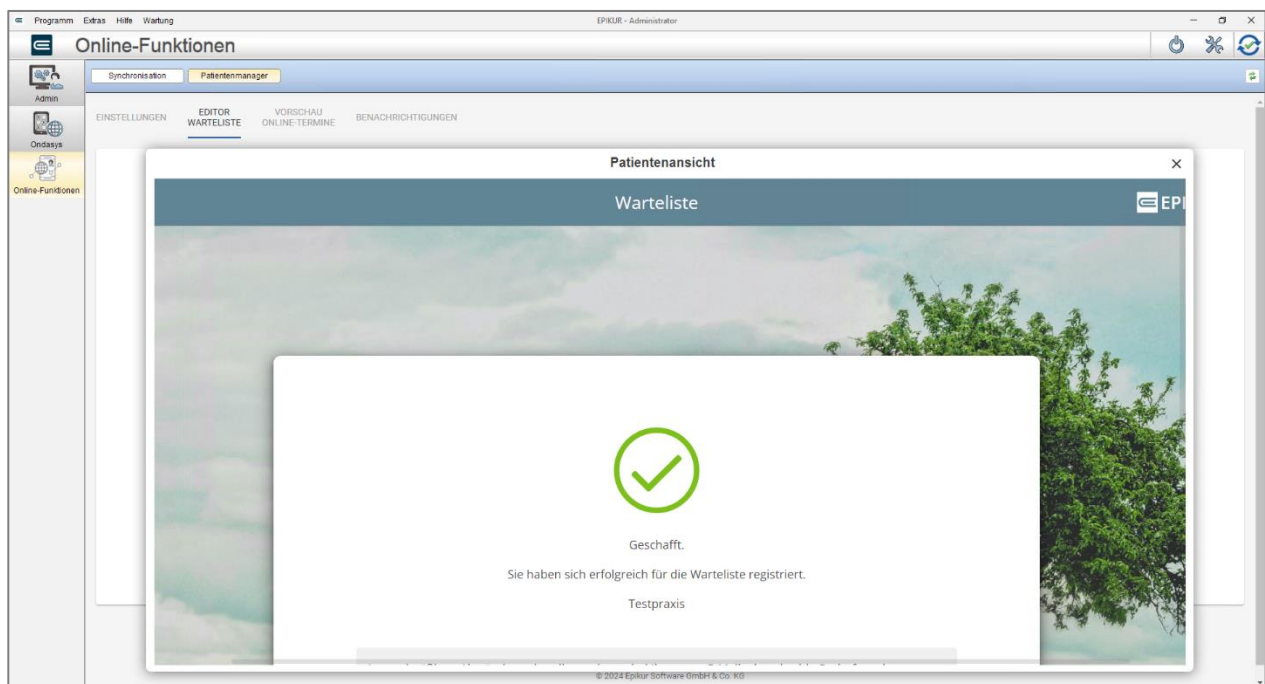 Programm Extras Hilfe Wartung
EPIKUR - Administrator
Online-Funktionen
Admin
Ondasys
Online-Funktionen
Synchronisation Patientenmanager
EINSTELLUNGEN EDITOR WARTELISTE VORSCHAU ONLINE-TERMINE BENACHRICHTIGUNGEN
Patientenansicht
Warteliste
EPI
Geschafft.
Sie haben sich erfolgreich für die Warteliste registriert.
Testpraxis
© 2024 Epikur Software GmbH & Co. KG